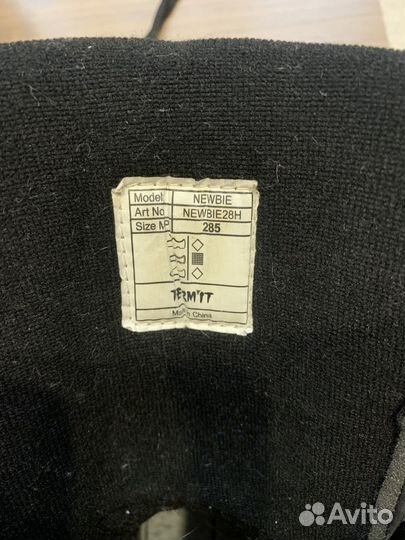 Model NEWBIE
Art No NEWBIE28H
Size MP 285
TERMIT
Made in China
Avito